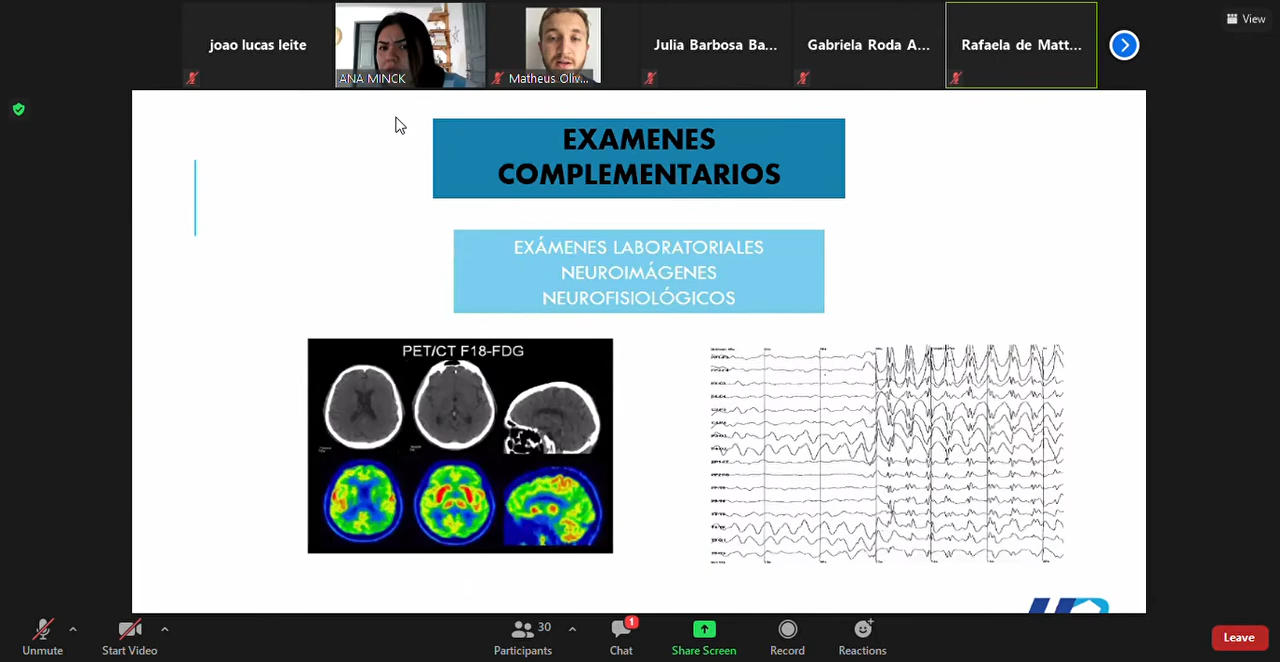 View
joao lucas leite
ANA MINCK
Matheus Oliv...
Julia Barbosa Ba...
Gabriela Roda A...
Rafaela de Matt...
EXAMENES
COMPLEMENTARIOS
EXÁMENES LABORATORIALES
NEUROIMÁGENES
NEUROFISIOLÓGICOS
PET/CT F18-FDG
Unmute
Start Video
30
Participants
1
Chat
Share Screen
Record
Reactions
Leave